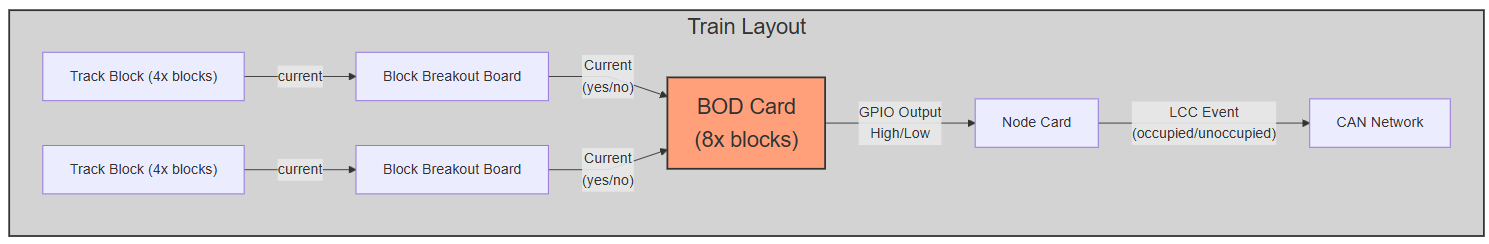 Train Layout
Track Block (4x blocks)
current
Block Breakout Board
Current
(yes/no)
Track Block (4x blocks)
current
Block Breakout Board
Current
(yes/no)
BOD Card
(8x blocks)
GPIO Output
High/Low
Node Card
LCC Event
(occupied/unoccupied)
CAN Network